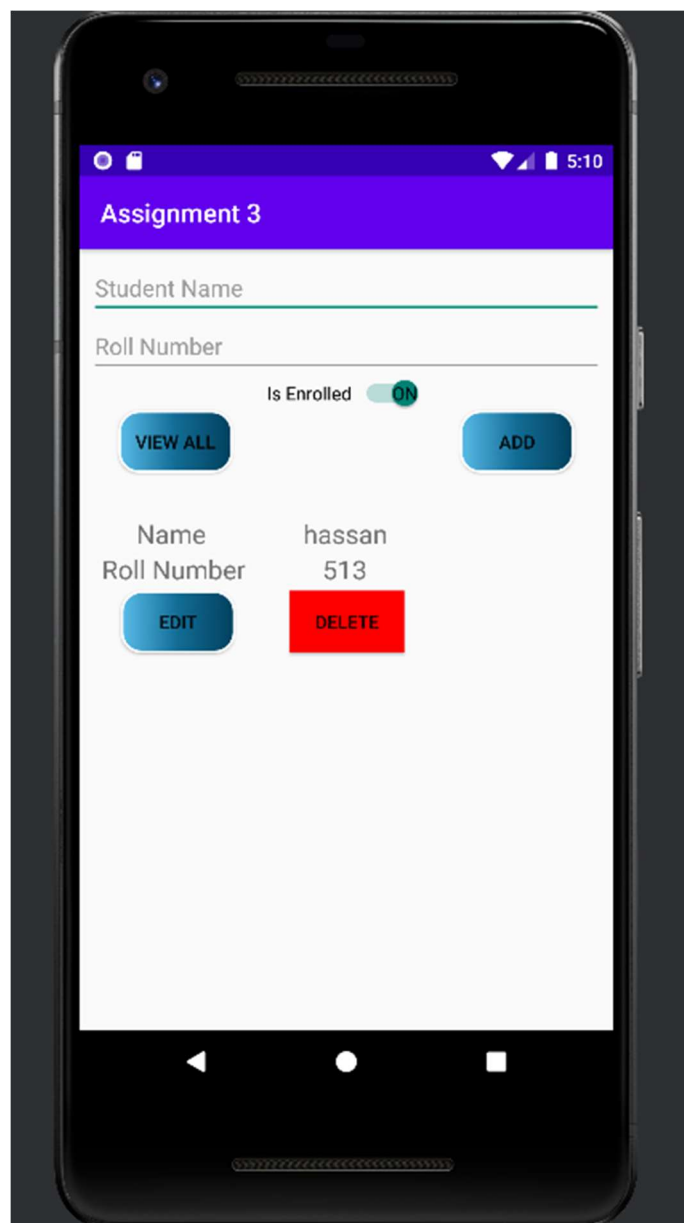 5:10
Assignment 3
Student Name
Roll Number
Is Enrolled ON
VIEW ALL ADD
Name hassan
Roll Number 513
EDIT DELETE